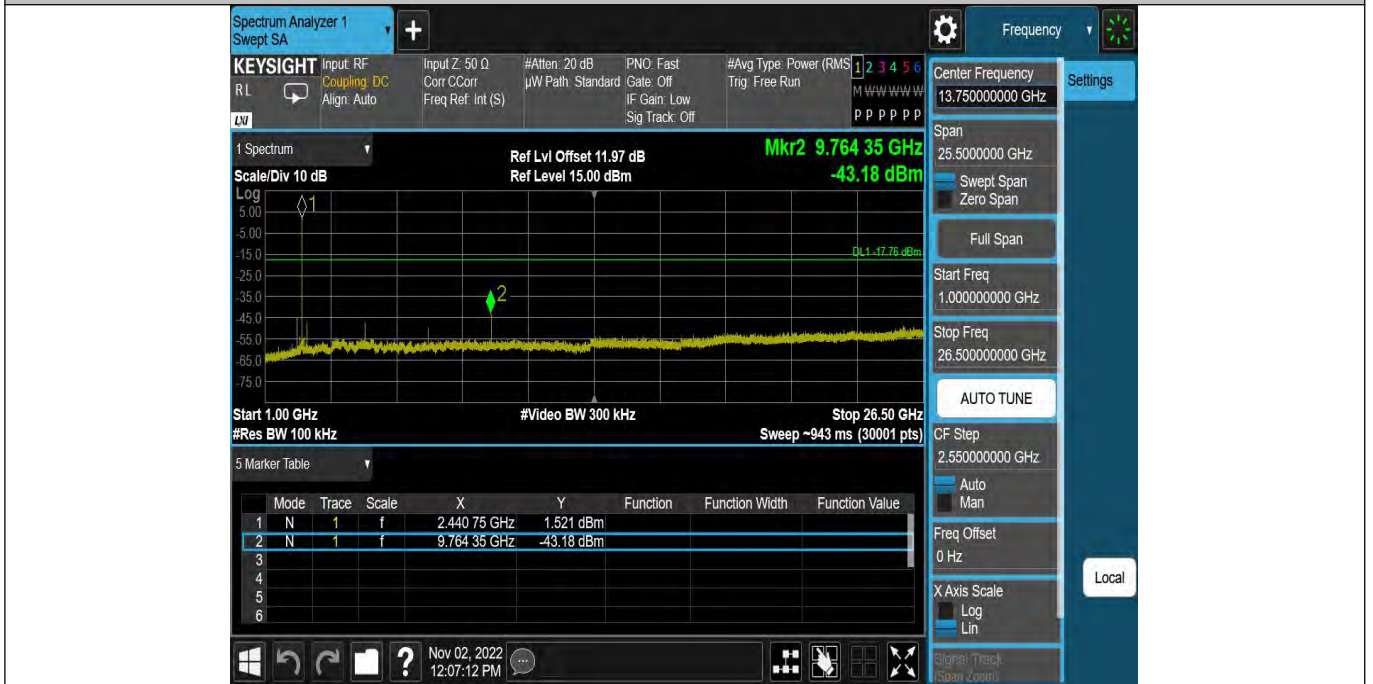 Spectrum Analyzer 1
Swept SA
+
Frequency
KEYSIGHT
RL
LXI
Input: RF
Coupling: DC
Align: Auto
Input Z: 50 Ω
Corr CCorr
Freq Ref: Int (S)
#Atten: 20 dB
µW Path: Standard
PNO: Fast
Gate: Off
IF Gain: Low
Sig Track: Off
#Avg Type: Power (RMS
Trig: Free Run
1 2 3 4 5 6
M W W W W W
P P P P P P
1 Spectrum
Scale/Div 10 dB
Ref Lvl Offset 11.97 dB
Ref Level 15.00 dBm
Mkr2 9.764 35 GHz
-43.18 dBm
Log
5.00
-5.00
-15.0
-25.0
-35.0
-45.0
-55.0
-65.0
-75.0
1
2
DL1 -17.76 dBm
Start 1.00 GHz
#Video BW 300 kHz
Stop 26.50 GHz
#Res BW 100 kHz
Sweep ~943 ms (30001 pts)
5 Marker Table
Mode Trace Scale X Y Function Function Width Function Value
1 N 1 f 2.440 75 GHz 1.521 dBm
2 N 1 f 9.764 35 GHz -43.18 dBm
3
4
5
6
Nov 02, 2022
12:07:12 PM
?
Center Frequency
13.750000000 GHz
Settings
Span
25.5000000 GHz
Swept Span
Zero Span
Full Span
Start Freq
1.000000000 GHz
Stop Freq
26.500000000 GHz
AUTO TUNE
CF Step
2.550000000 GHz
Auto
Man
Freq Offset
0 Hz
X Axis Scale
Log
Lin
Signal Track
(Span Zoom)
Local